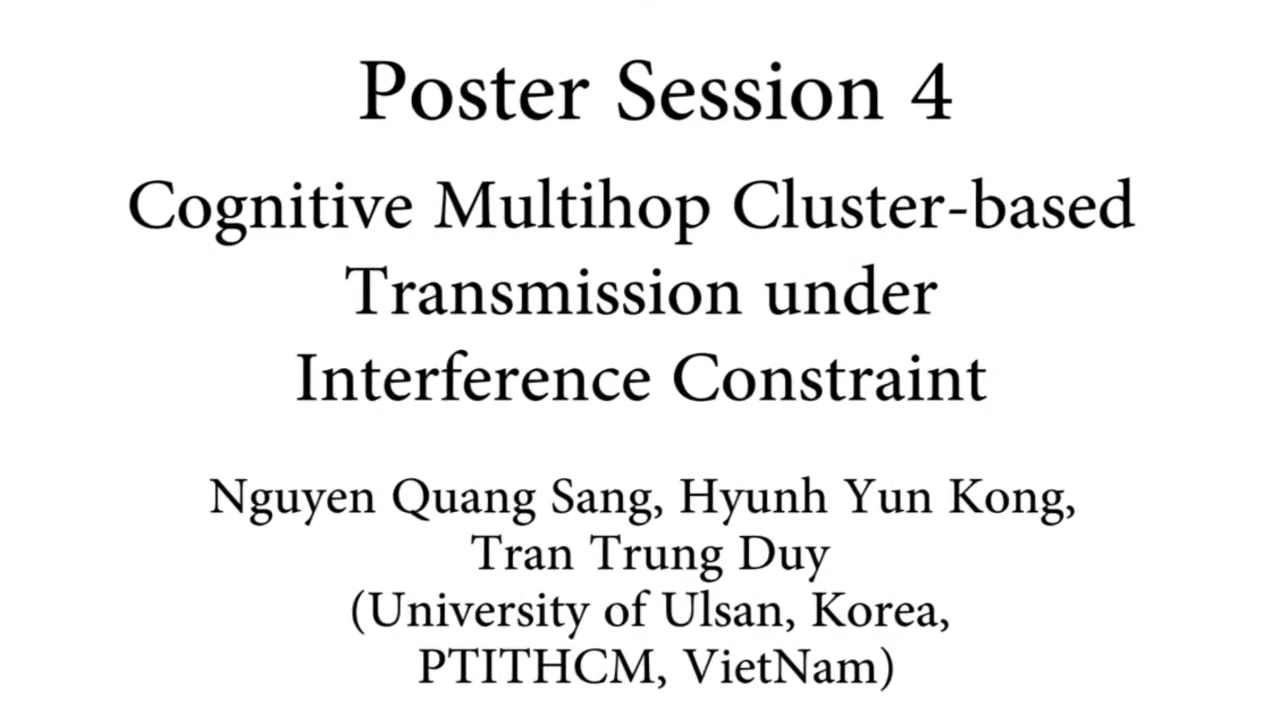 Poster Session 4
Cognitive Multihop Cluster-based
Transmission under
Interference Constraint
Nguyen Quang Sang, Hyunh Yun Kong,
Tran Trung Duy
(University of Ulsan, Korea,
PTITHCM, VietNam)